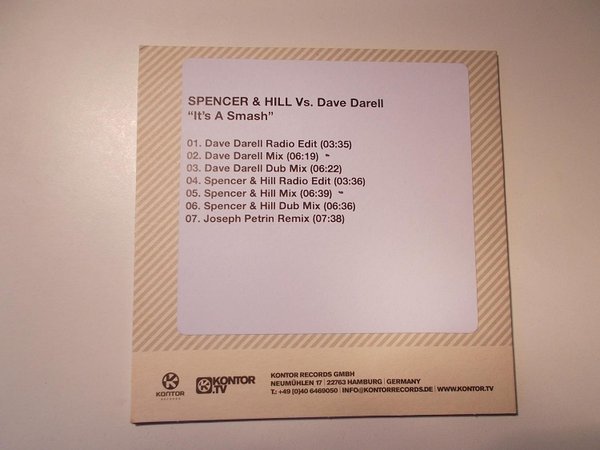 SPENCER & HILL Vs. Dave Darell
“It's A Smash”
01. Dave Darell Radio Edit (03:35)
02. Dave Darell Mix (06:19)
03. Dave Darell Dub Mix (06:22)
04. Spencer & Hill Radio Edit (03:36)
05. Spencer & Hill Mix (06:39)
06. Spencer & Hill Dub Mix (06:36)
07. Joseph Petrin Remix (07:38)
KONTOR
RECORDS
KONTOR
.TV
KONTOR RECORDS GMBH
NEUMÜHLEN 17 | 22763 HAMBURG | GERMANY
T.: +49 [0]40 6469050 | INFO@KONTORRECORDS.DE | WWW.KONTOR.TV